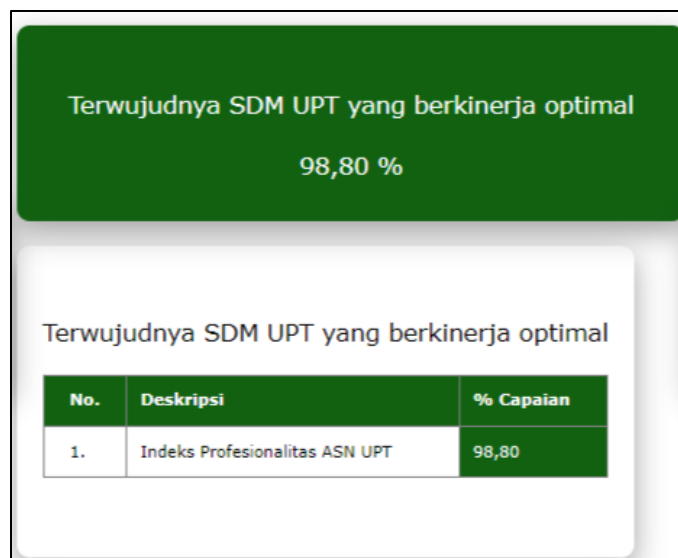 Terwujudnya SDM UPT yang berkinerja optimal
98,80 %
Terwujudnya SDM UPT yang berkinerja optimal
No. Deskripsi % Capaian
1. Indeks Profesionalitas ASN UPT 98,80